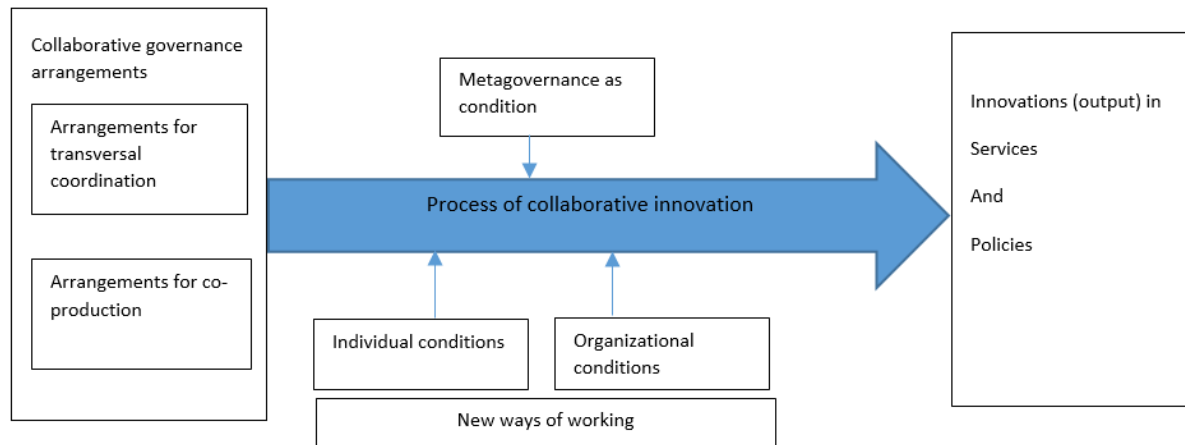 Collaborative governance
arrangements
Arrangements for
transversal
coordination
Arrangements for co-
production
Metagovernance as
condition
Process of collaborative innovation
Individual conditions
Organizational
conditions
New ways of working
Innovations (output) in
Services
And
Policies